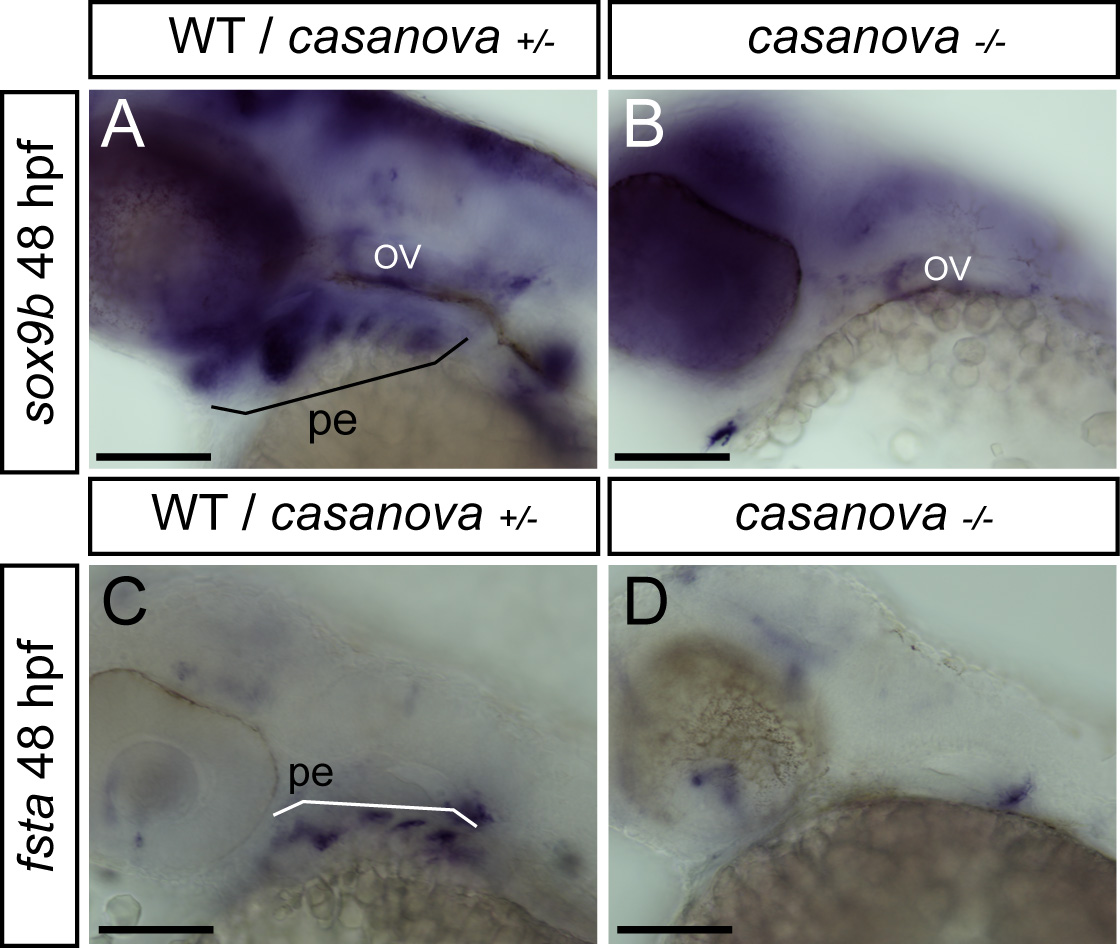 WT / casanova +/-
casanova -/-
sox9b 48 hpf
A
ov
pe
B
ov
WT / casanova +/-
casanova -/-
fsta 48 hpf
C
pe
D